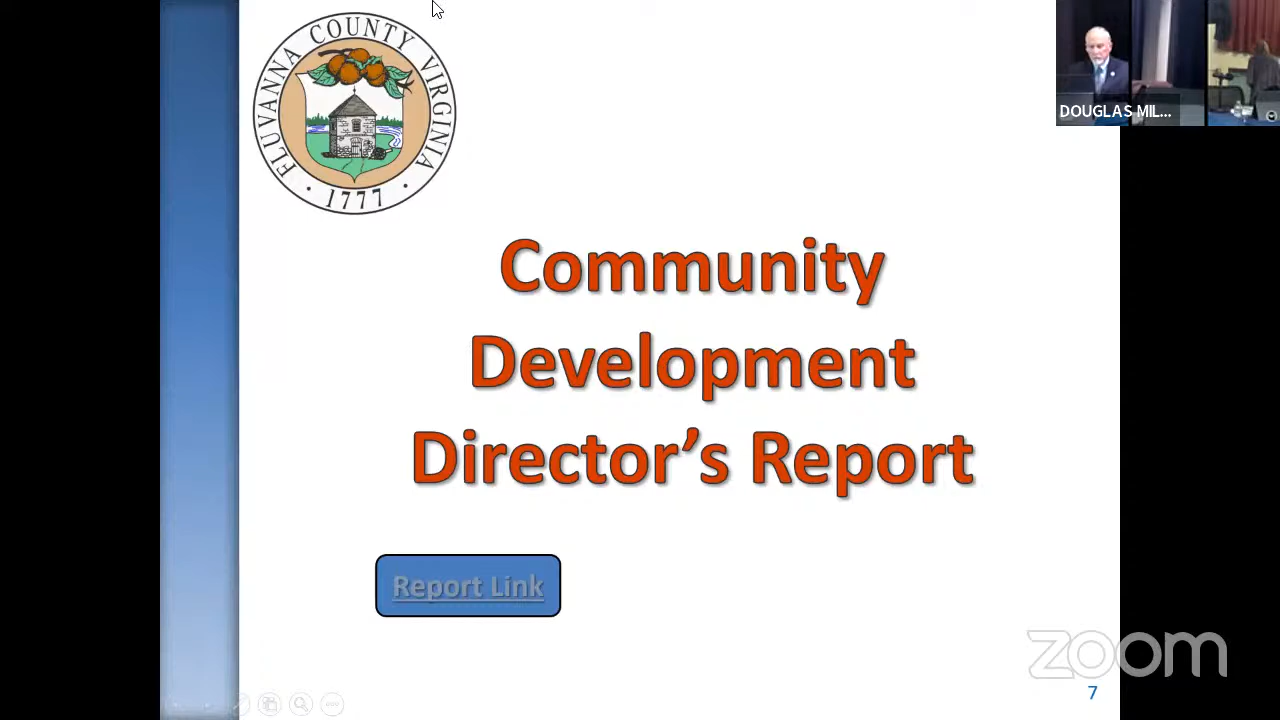 FLUVANNA COUNTY VIRGINIA
· 1777 ·
DOUGLAS MIL...
Community
Development
Director’s Report
Report Link
zoom
7